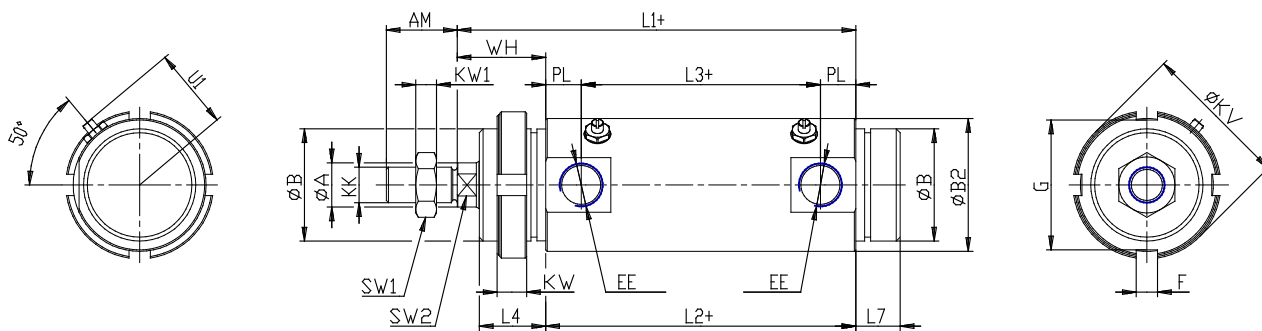 AM
L1+
WH
KW1
PL
L3+
PL
U1
50°
øB
øA
KK
øB
øB2
G
øKV
SW1
SW2
KW
EE
EE
F
L4
L2+
L7